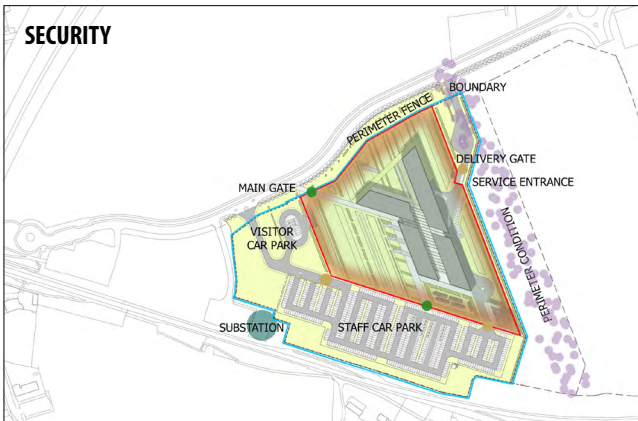 SECURITY
BOUNDARY
PERIMETER FENCE
DELIVERY GATE
MAIN GATE
SERVICE ENTRANCE
VISITOR
CAR PARK
PERIMETER CONDITION
SUBSTATION
STAFF CAR PARK